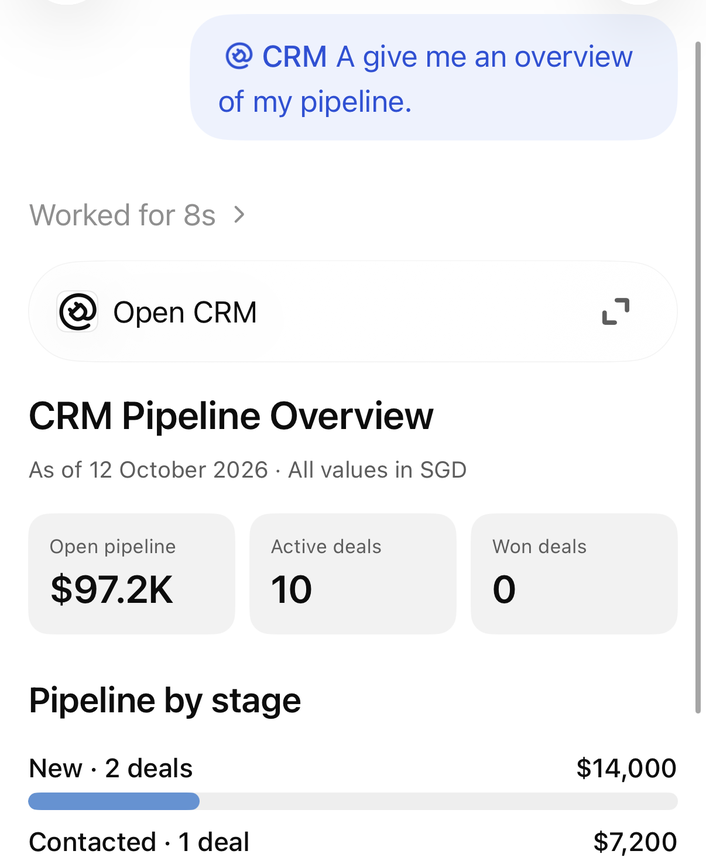 CRM A give me an overview
of my pipeline.
Worked for 8s
Open CRM
CRM Pipeline Overview
As of 12 October 2026 · All values in SGD
Open pipeline
$97.2K
Active deals
10
Won deals
0
Pipeline by stage
New · 2 deals $14,000
Contacted · 1 deal $7,200